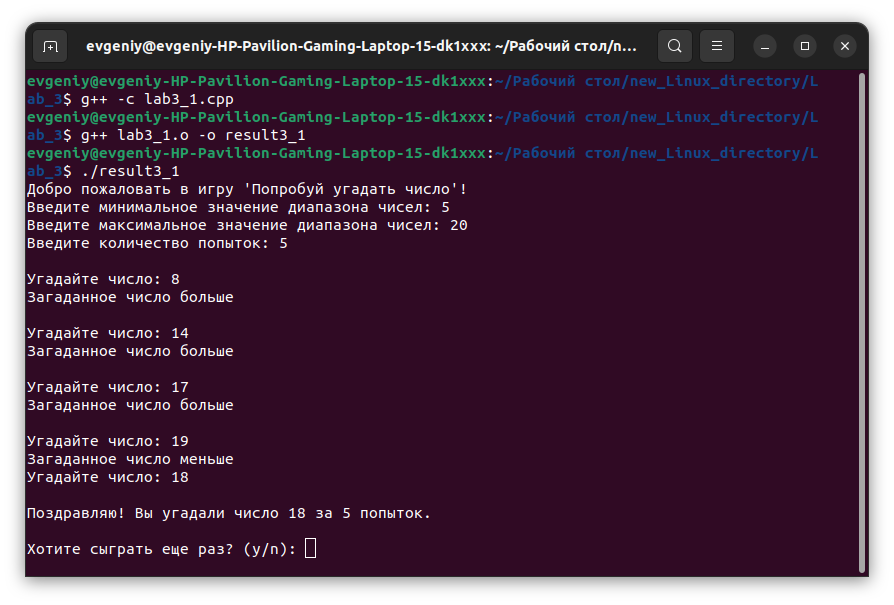 evgeniy@evgeniy-HP-Pavilion-Gaming-Laptop-15-dk1xxx: ~/Рабочий стол/n...
evgeniy@evgeniy-HP-Pavilion-Gaming-Laptop-15-dk1xxx:~/Рабочий стол/new_Linux_directory/L
ab_3$ g++ -c lab3_1.cpp
evgeniy@evgeniy-HP-Pavilion-Gaming-Laptop-15-dk1xxx:~/Рабочий стол/new_Linux_directory/L
ab_3$ g++ lab3_1.o -o result3_1
evgeniy@evgeniy-HP-Pavilion-Gaming-Laptop-15-dk1xxx:~/Рабочий стол/new_Linux_directory/L
ab_3$ ./result3_1
Добро пожаловать в игру 'Попробуй угадать число'!
Введите минимальное значение диапазона чисел: 5
Введите максимальное значение диапазона чисел: 20
Введите количество попыток: 5
Угадайте число: 8
Загаданное число больше
Угадайте число: 14
Загаданное число больше
Угадайте число: 17
Загаданное число больше
Угадайте число: 19
Загаданное число меньше
Угадайте число: 18
Поздравляю! Вы угадали число 18 за 5 попыток.
Хотите сыграть еще раз? (y/n):